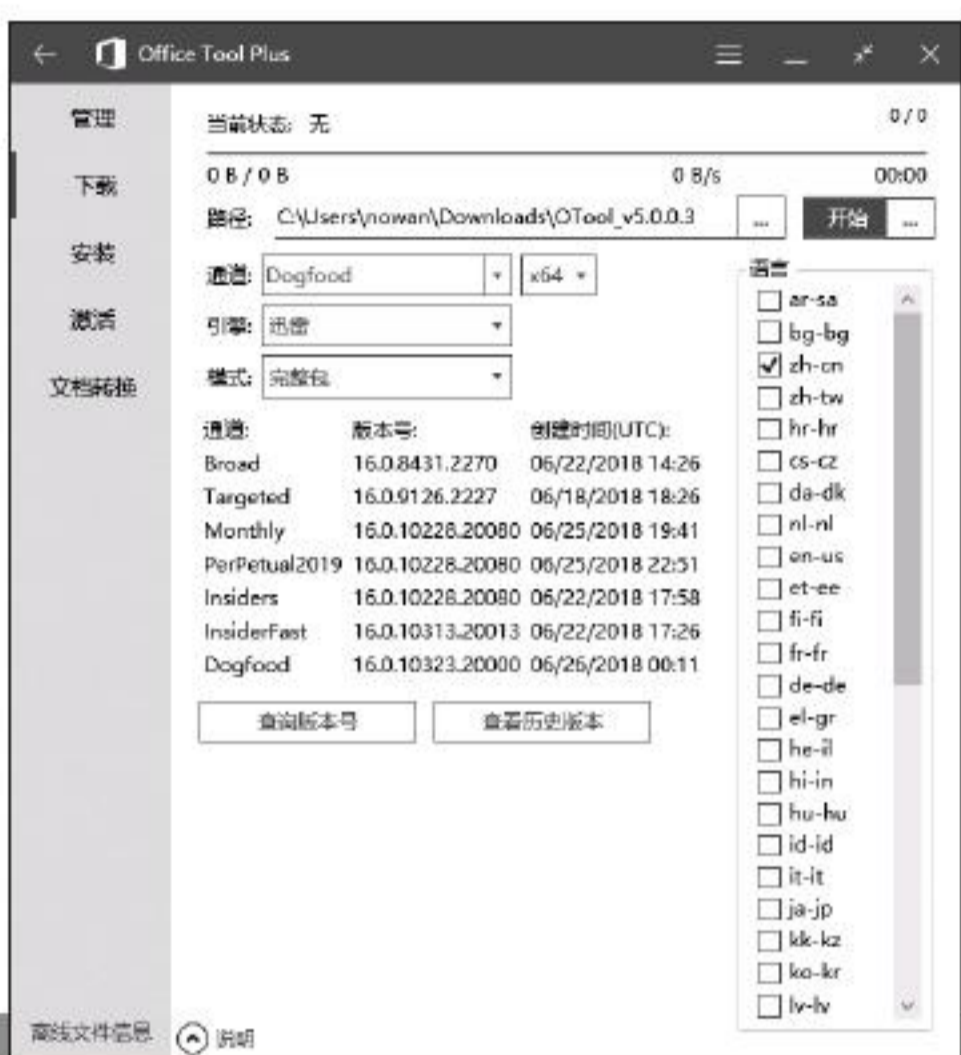 Office Tool Plus
管理
下载
安装
激活
文档转换
离线文件信息
当前状态: 无
0 / 0
0 B / 0 B 0 B/s 00:00
路径: C:\Users\nowan\Downloads\OTool_v5.0.0.3 ... 开始 ...
通道: Dogfood x64
引擎: 迅雷
模式: 完整包
通道: 版本号: 创建时间(UTC):
Broad 16.0.8431.2270 06/22/2018 14:26
Targeted 16.0.9126.2227 06/18/2018 18:26
Monthly 16.0.10228.20080 06/25/2018 19:41
PerPetual2019 16.0.10228.20080 06/25/2018 22:51
Insiders 16.0.10228.20080 06/22/2018 17:58
InsiderFast 16.0.10313.20013 06/22/2018 17:26
Dogfood 16.0.10323.20000 06/26/2018 00:11
查询版本号 查看历史版本
语言
ar-sa
bg-bg
zh-cn
zh-tw
hr-hr
cs-cz
da-dk
nl-nl
en-us
et-ee
fi-fi
fr-fr
de-de
el-gr
he-il
hi-in
hu-hu
id-id
it-it
ja-jp
kk-kz
ko-kr
lv-lv
说明